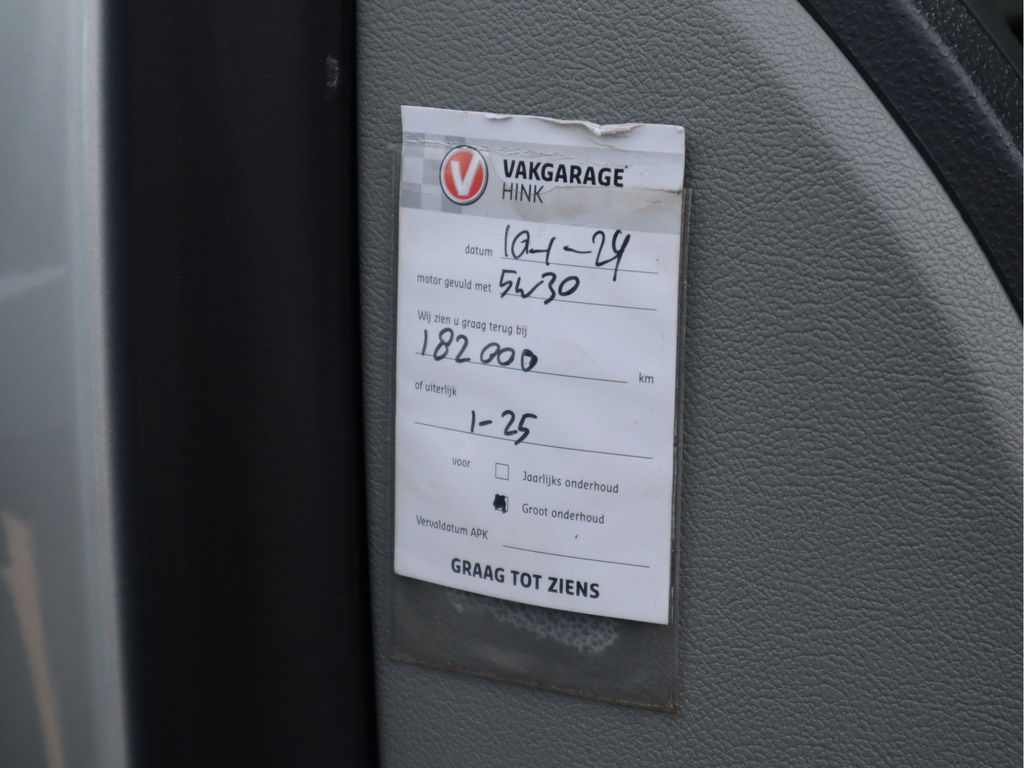 V VAKGARAGE
HINK
datum 10-1-24
motor gevuld met 5W30
Wij zien u graag terug bij
182000 km
of uiterlijk
1-25
voor Jaarlijks onderhoud
Groot onderhoud
Vervaldatum APK
GRAAG TOT ZIENS